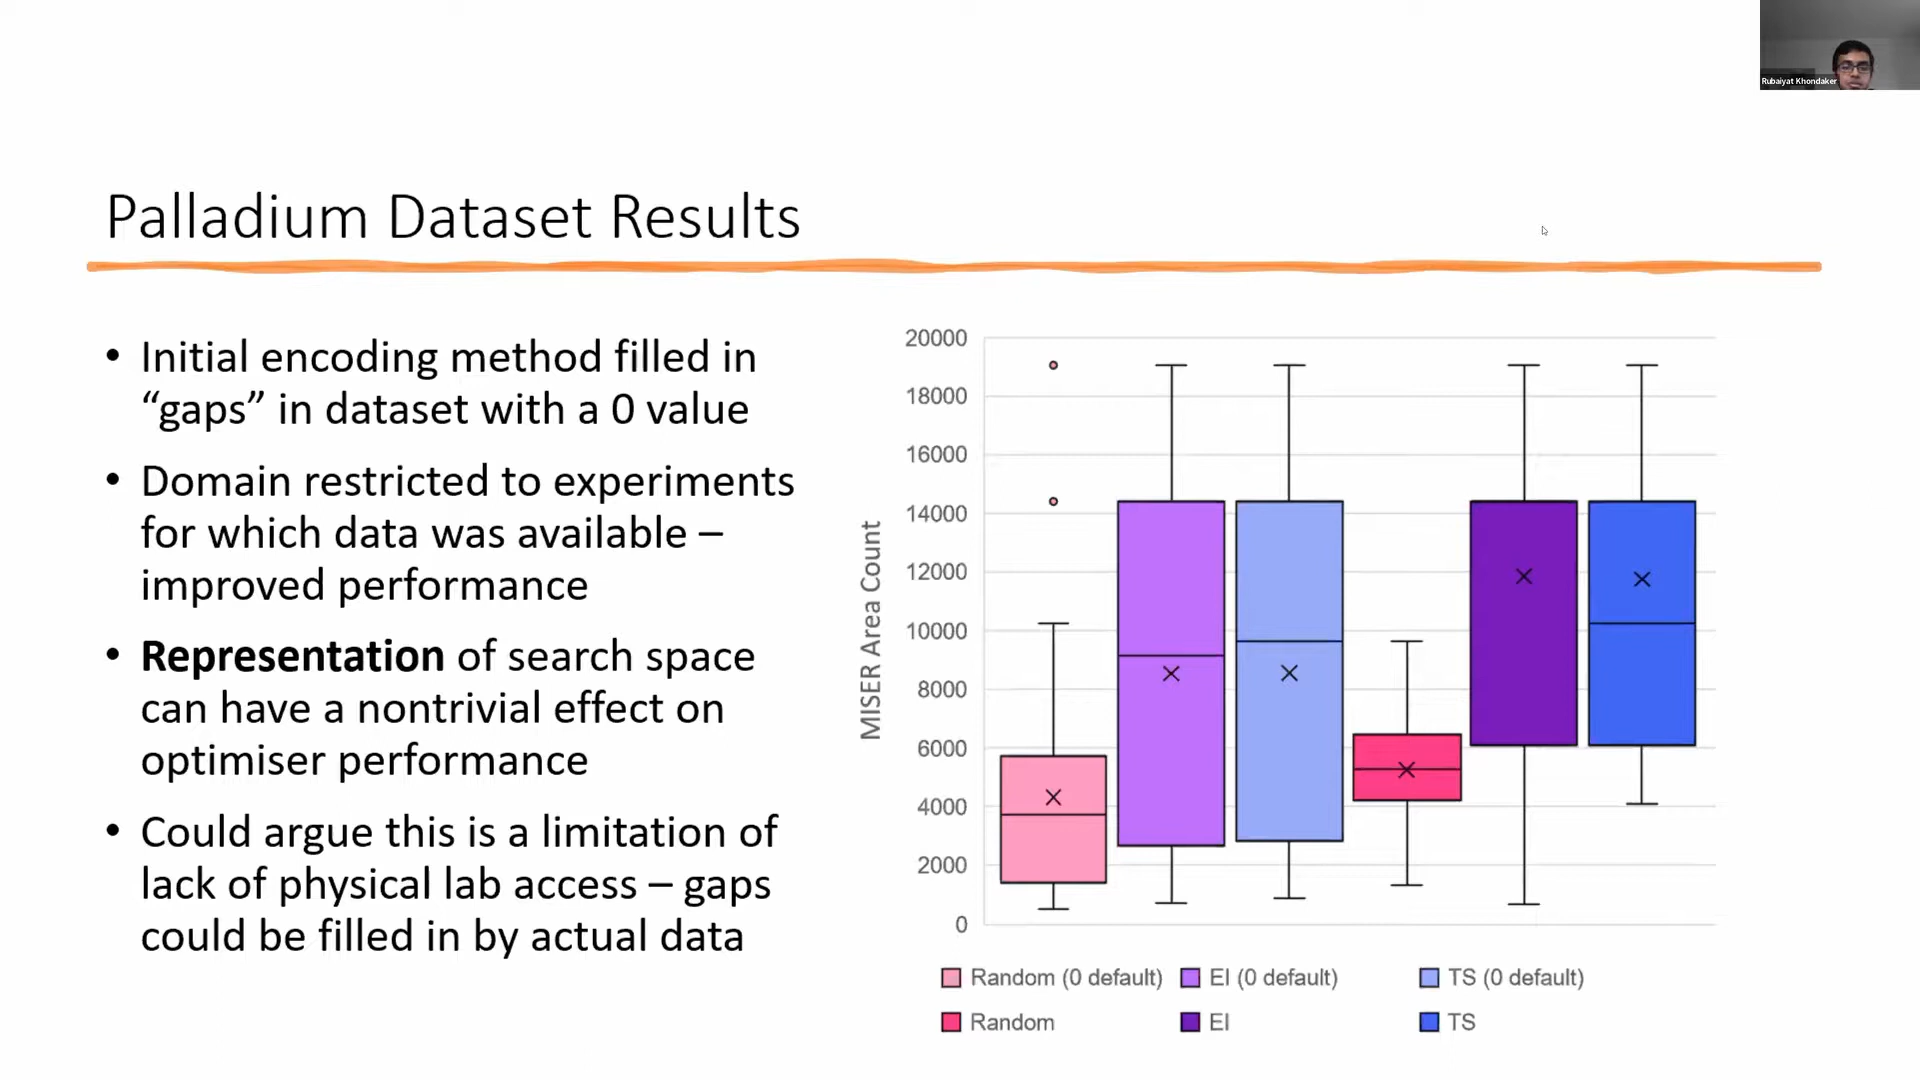 Rubaiyat Khondaker
Palladium Dataset Results
• Initial encoding method filled in
“gaps” in dataset with a 0 value
• Domain restricted to experiments
for which data was available –
improved performance
• Representation of search space
can have a nontrivial effect on
optimiser performance
• Could argue this is a limitation of
lack of physical lab access – gaps
could be filled in by actual data
MISER Area Count
20000
18000
16000
14000
12000
10000
8000
6000
4000
2000
0
Random (0 default) EI (0 default) TS (0 default)
Random EI TS